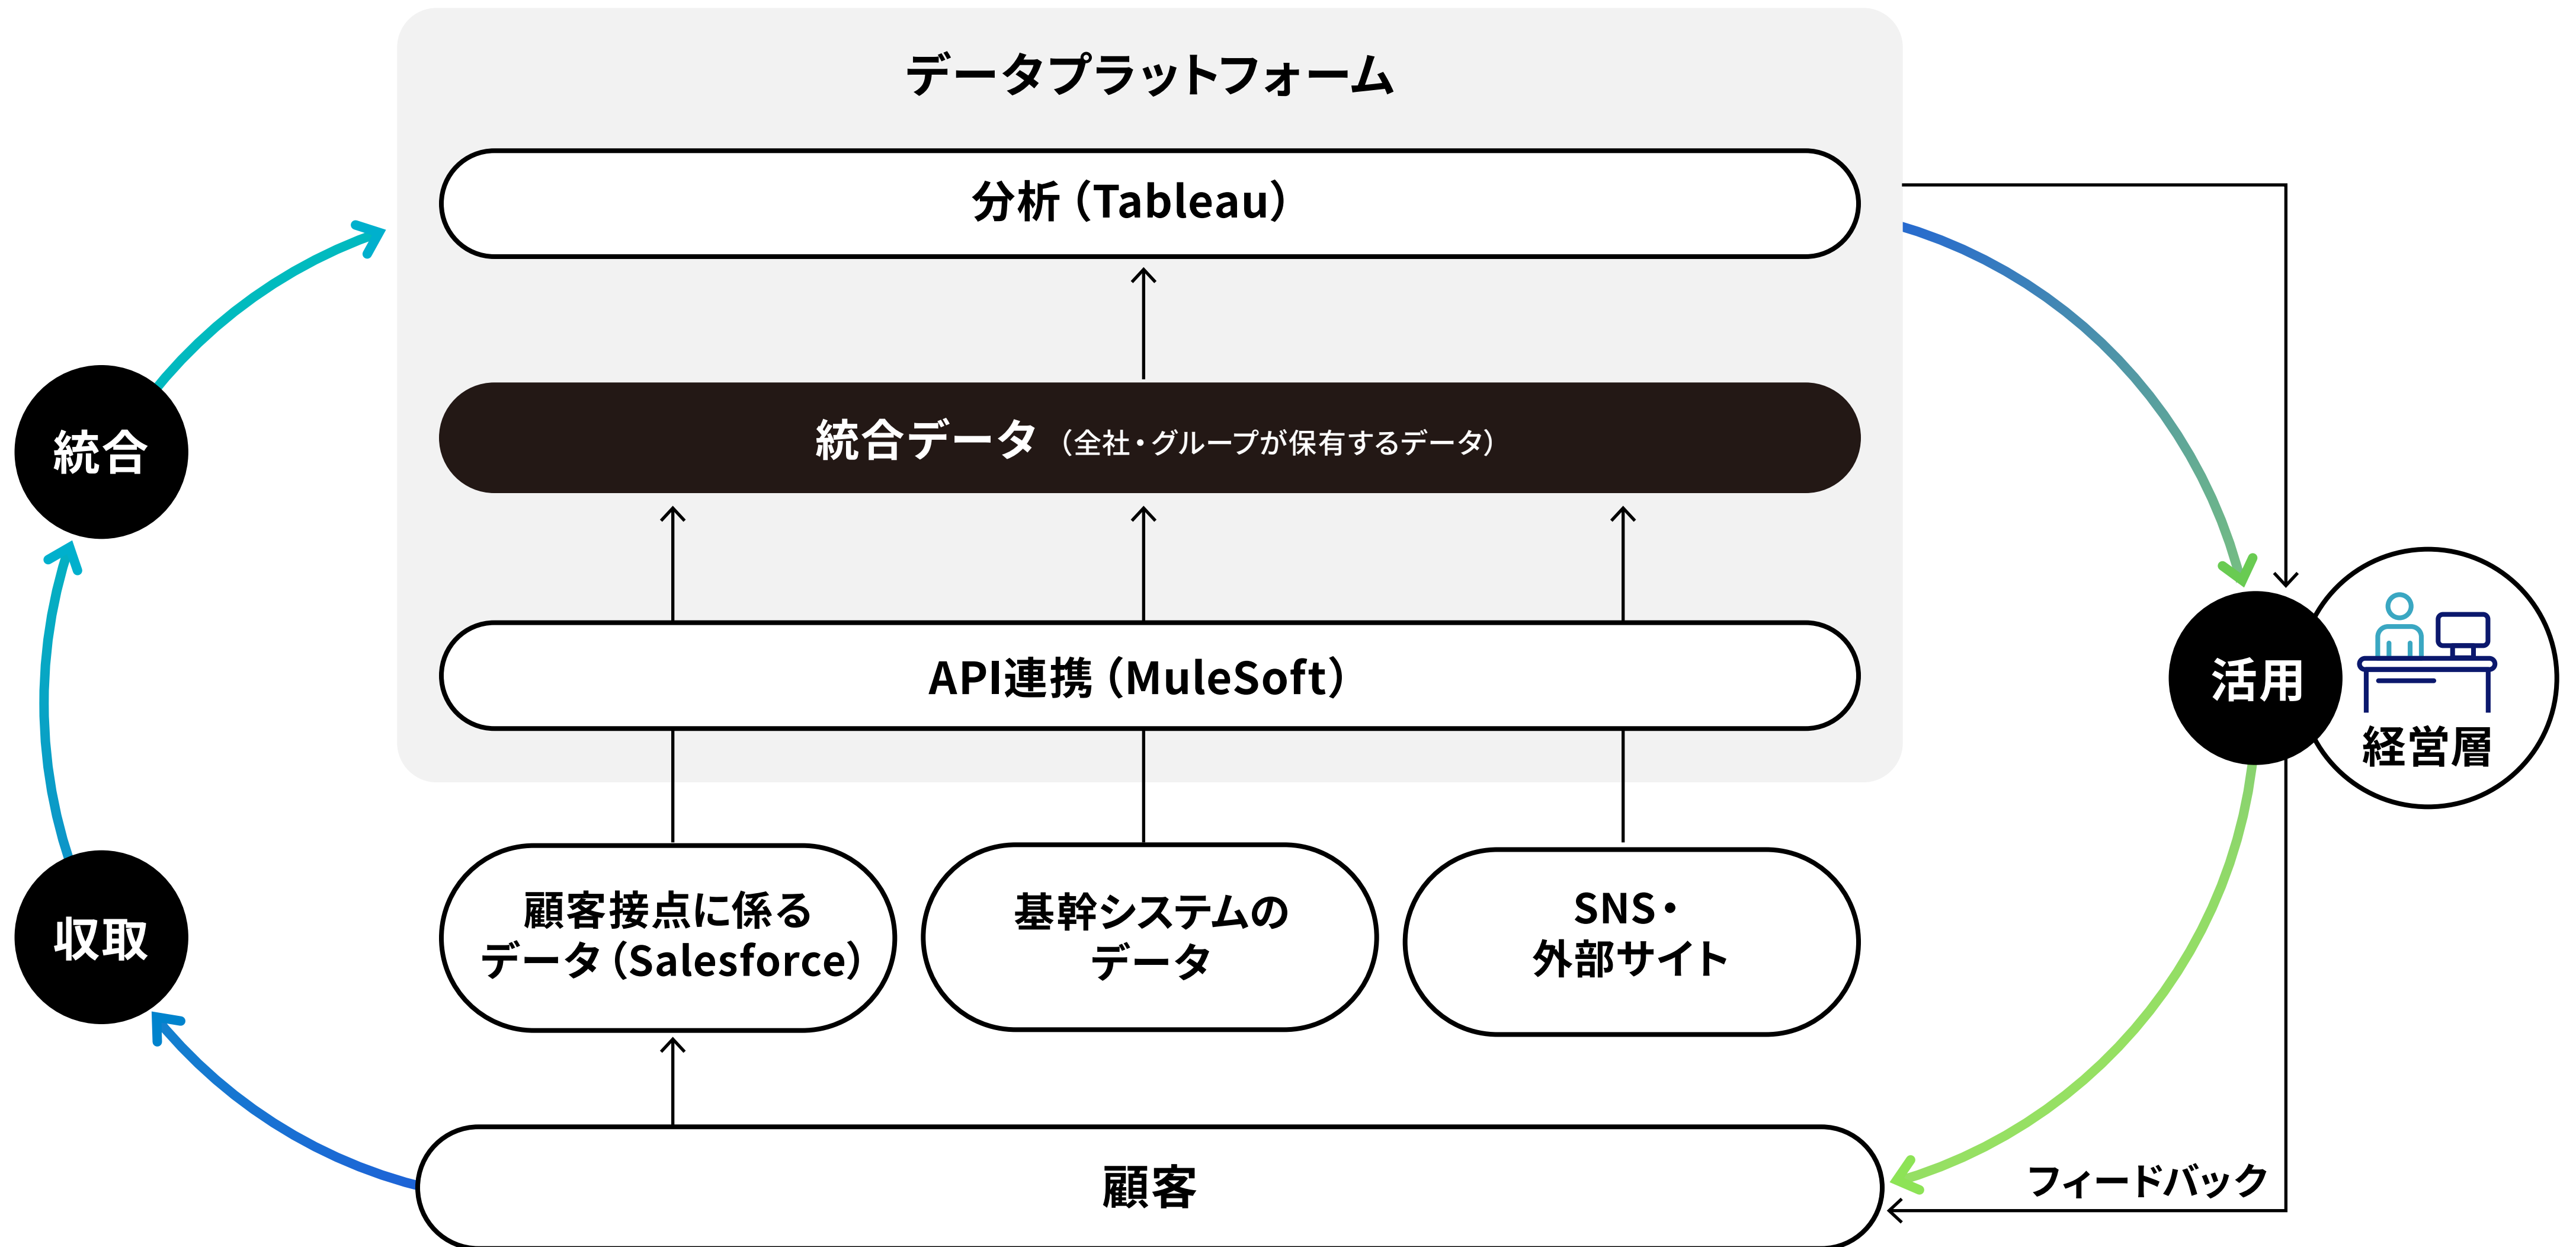 データプラットフォーム
分析（Tableau）
統合データ（全社・グループが保有するデータ）
API連携（MuleSoft）
顧客接点に係る
データ（Salesforce）
基幹システムの
データ
SNS・
外部サイト
顧客
統合
収取
活用
経営層
フィードバック